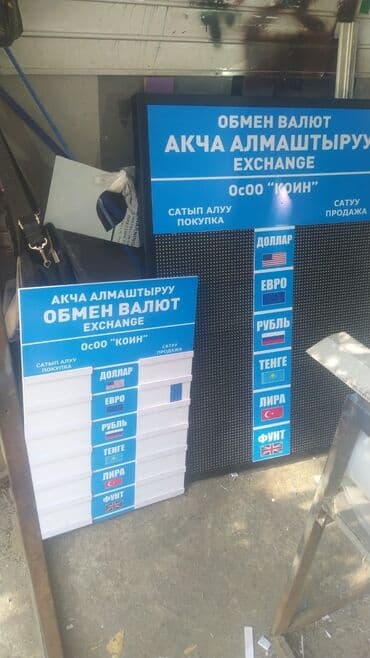 ОБМЕН ВАЛЮТ
АКЧА АЛМАШТЫРУУ
EXCHANGE
ОсОО "КОИН"
САТЫП АЛУУ
ПОКУПКА
САТУУ
ПРОДАЖА
ДОЛЛАР
ЕВРО
РУБЛЬ
ТЕНГЕ
ЛИРА
ФУНТ
АКЧА АЛМАШТЫРУУ
ОБМЕН ВАЛЮТ
EXCHANGE
ОсОО "КОИН"
САТЫП АЛУУ
ПОКУПКА
САТУУ
ПРОДАЖА
ДОЛЛАР
ЕВРО
РУБЛЬ
ТЕНГЕ
ЛИРА
ФУНТ